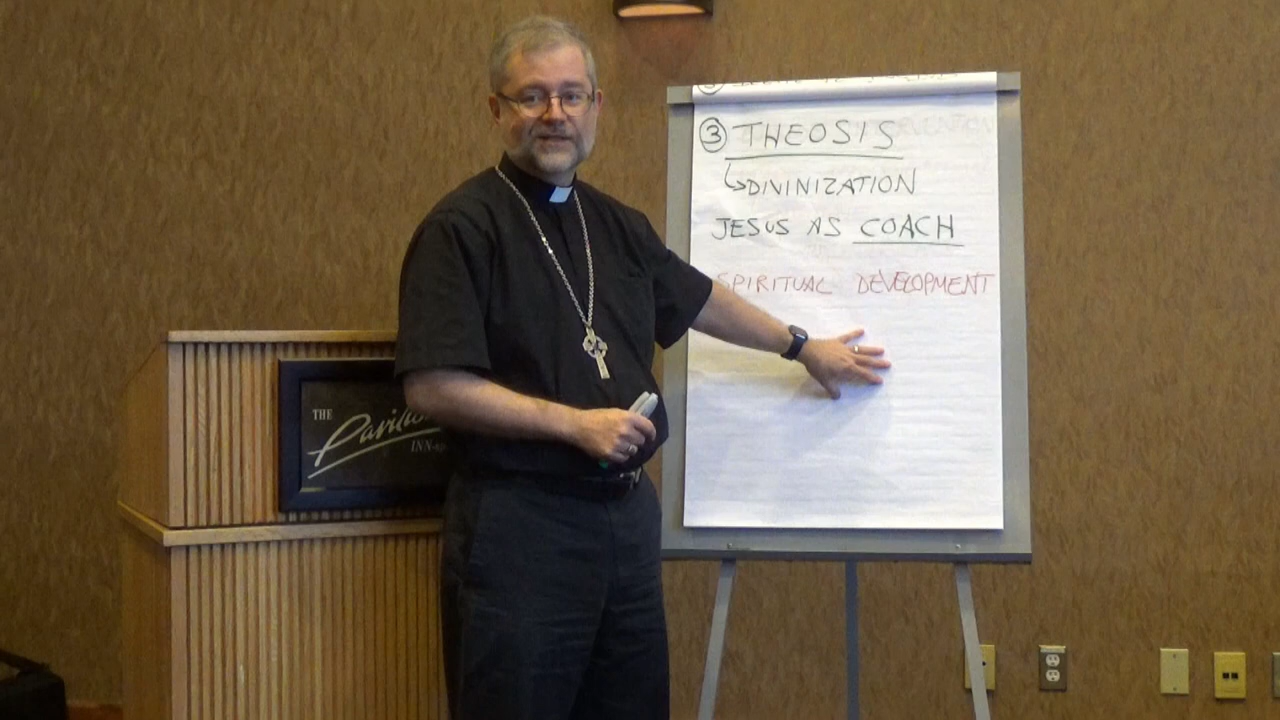 ③ THEOSIS
↳DIVINIZATION
JESUS AS COACH
SPIRITUAL DEVELOPMENT
THE
INN